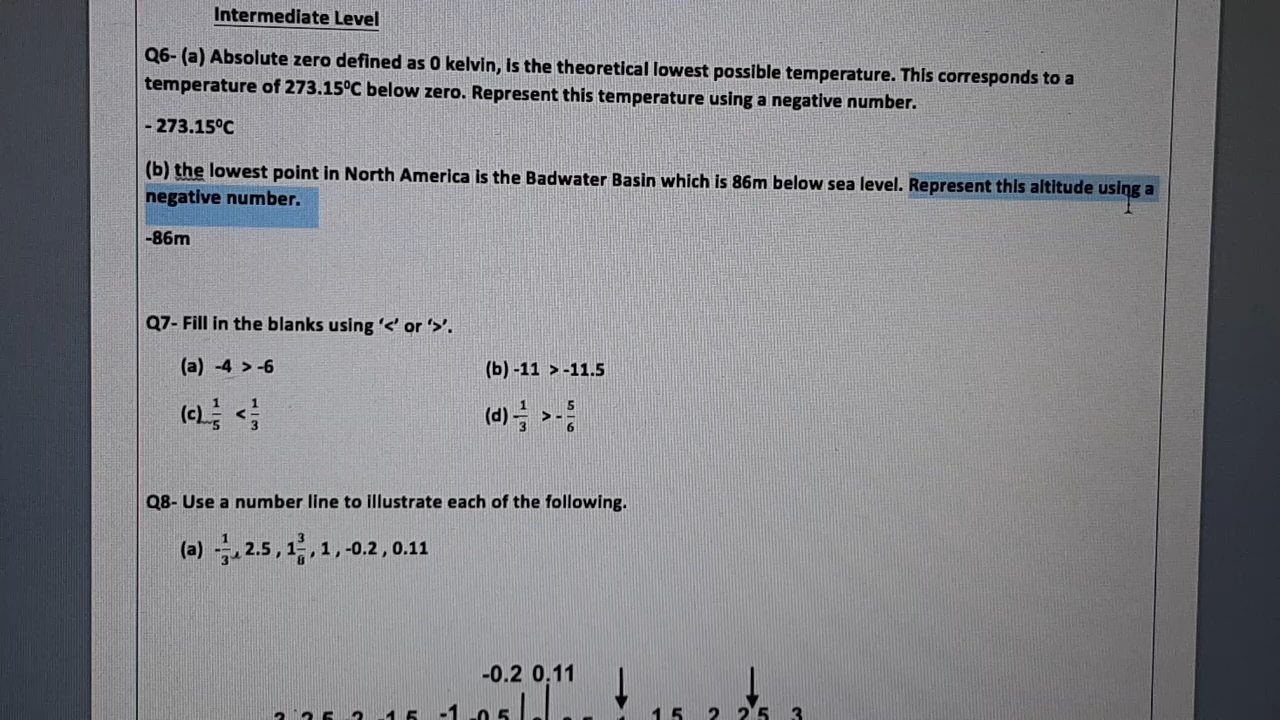 Intermediate Level
Q6- (a) Absolute zero defined as 0 kelvin, is the theoretical lowest possible temperature. This corresponds to a
temperature of 273.15⁰C below zero. Represent this temperature using a negative number.
- 273.15⁰C
(b) the lowest point in North America is the Badwater Basin which is 86m below sea level. Represent this altitude using a
negative number.
-86m
Q7- Fill in the blanks using ‘<’ or ‘>’.
(a) -4 > -6 (b) -11 > -11.5
(c) 1/5 < 1/3 (d) -1/3 > -5/6
Q8- Use a number line to illustrate each of the following.
(a) -1/3, 2.5 , 1 3/8 , 1 , -0.2 , 0.11
-0.2 0.11
-1 -0.5 1.5 2 2.5 3